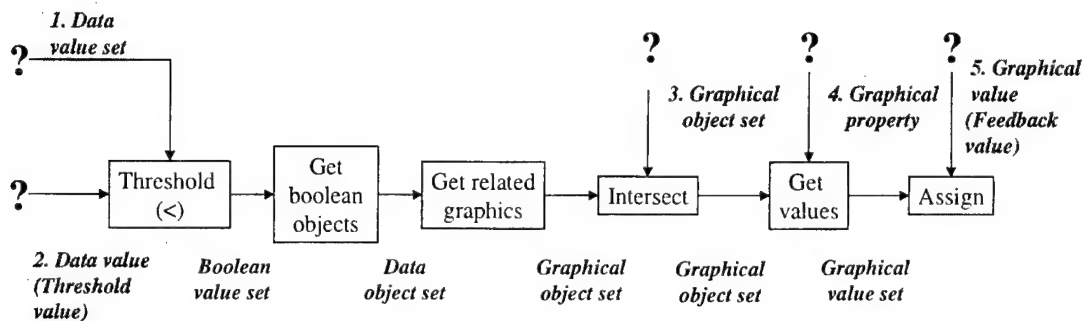 1. Data
value set
?
?
?
?
?
3. Graphical
object set
4. Graphical
property
5. Graphical
value
(Feedback
value)
Threshold
(<)
Get
boolean
objects
Get related
graphics
Intersect
Get
values
Assign
2. Data value
(Threshold
value)
Boolean
value set
Data
object set
Graphical
object set
Graphical
object set
Graphical
value set